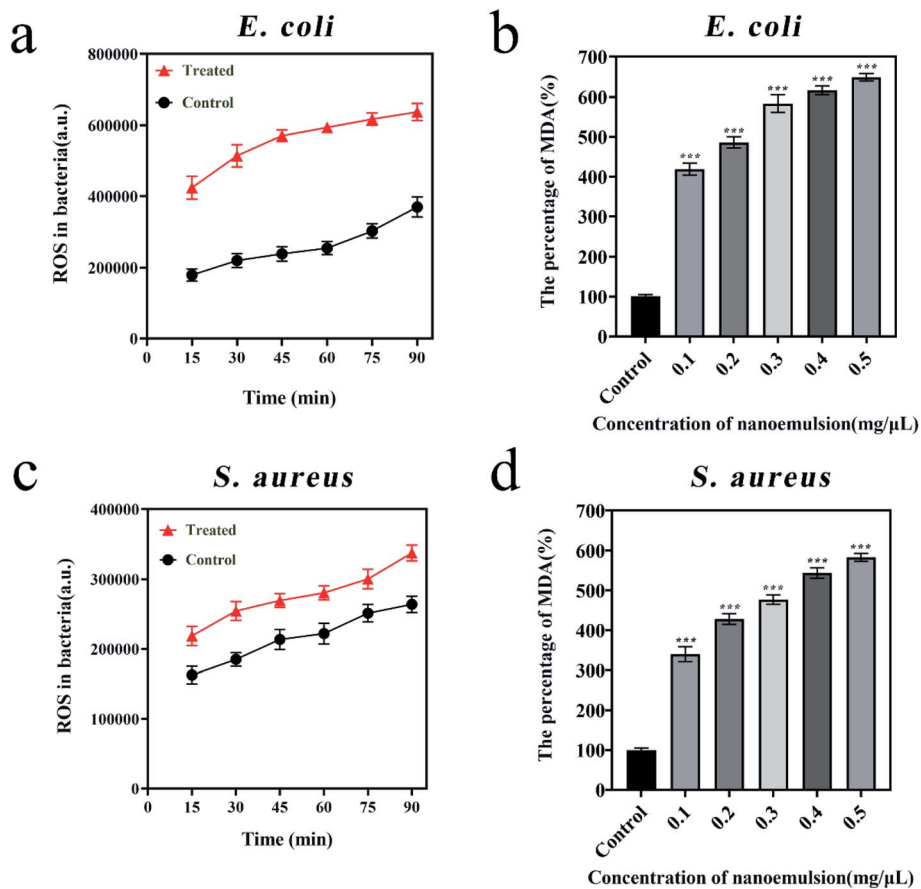 a
E. coli
ROS in bacteria(a.u.)
800000
600000
400000
200000
0
Treated
Control
0 15 30 45 60 75 90
Time (min)
b
E. coli
The percentage of MDA(%)
700
600
500
400
300
200
100
0
***
***
***
***
***
Control 0.1 0.2 0.3 0.4 0.5
Concentration of nanoemulsion(mg/μL)
c
S. aureus
ROS in bacteria(a.u.)
400000
300000
200000
100000
0
Treated
Control
0 15 30 45 60 75 90
Time (min)
d
S. aureus
The percentage of MDA(%)
700
600
500
400
300
200
100
0
***
***
***
***
***
Control 0.1 0.2 0.3 0.4 0.5
Concentration of nanoemulsion(mg/μL)